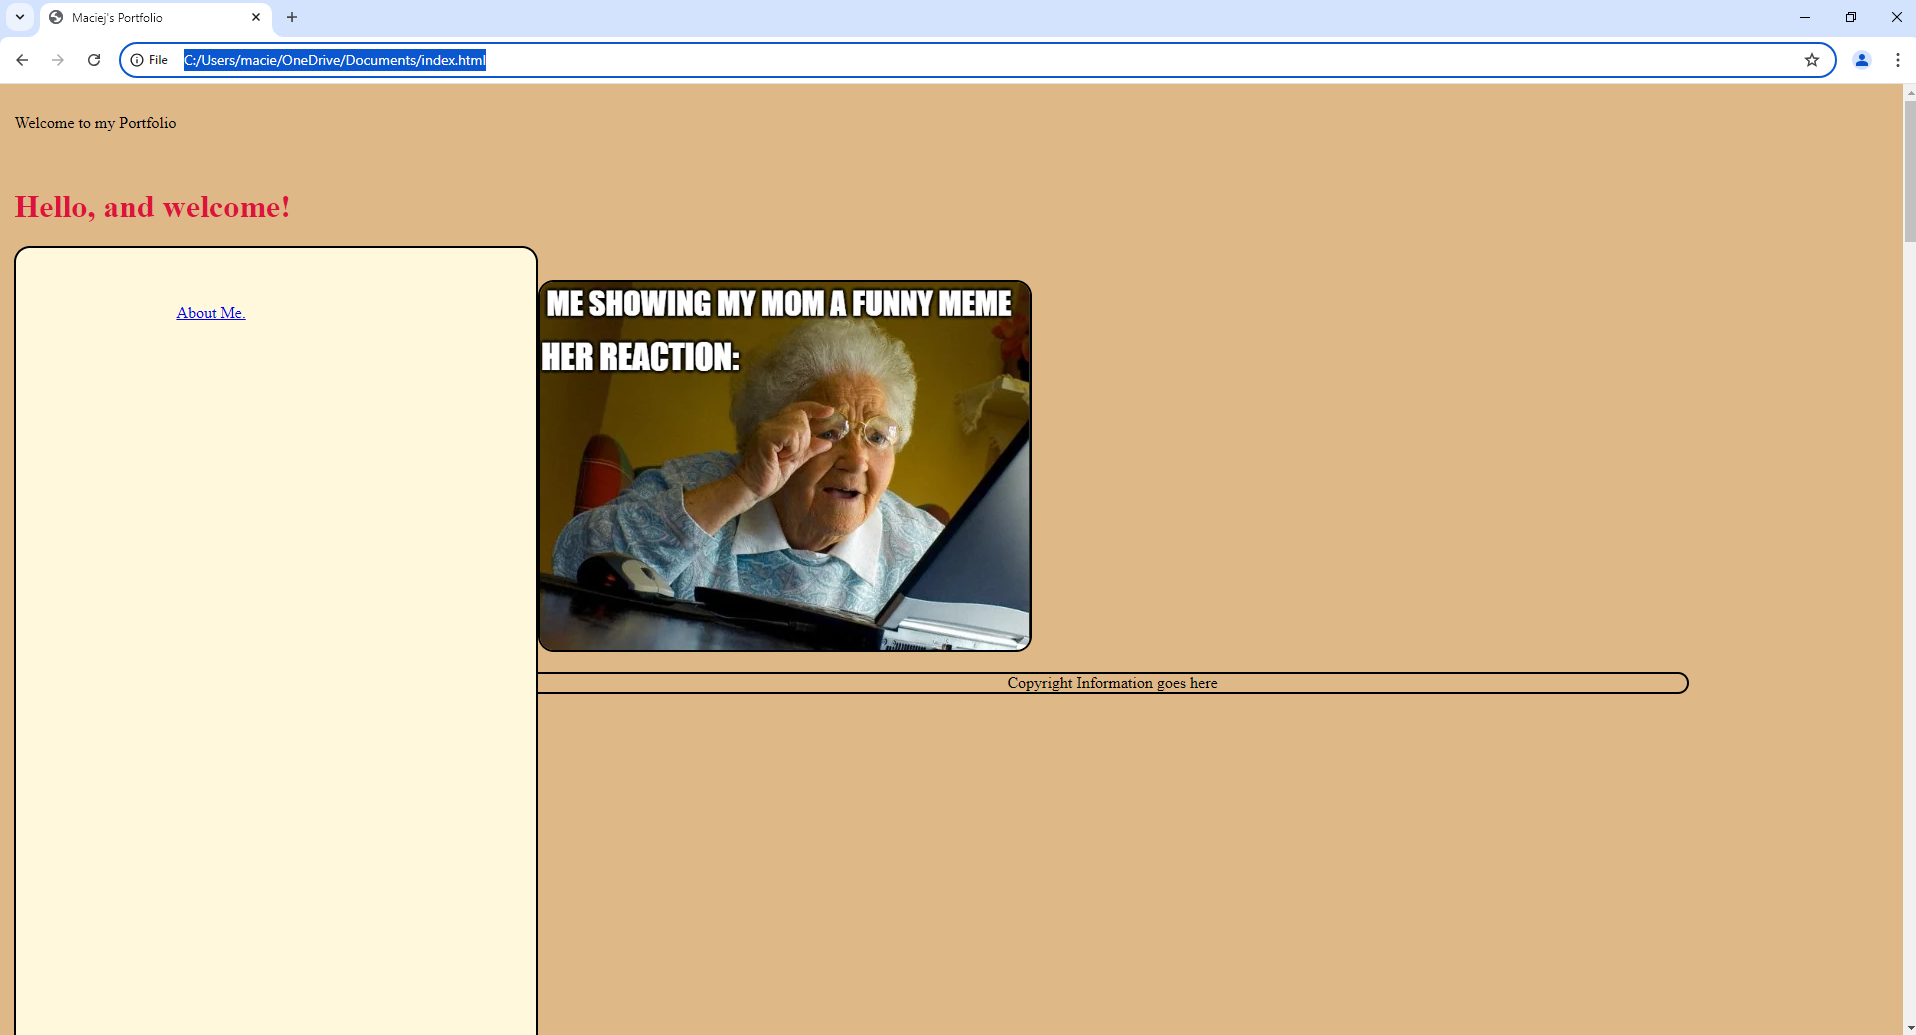 Maciej's Portfolio
File C:/Users/macie/OneDrive/Documents/index.html
Welcome to my Portfolio
Hello, and welcome!
About Me.
ME SHOWING MY MOM A FUNNY MEME
HER REACTION:
Copyright Information goes here